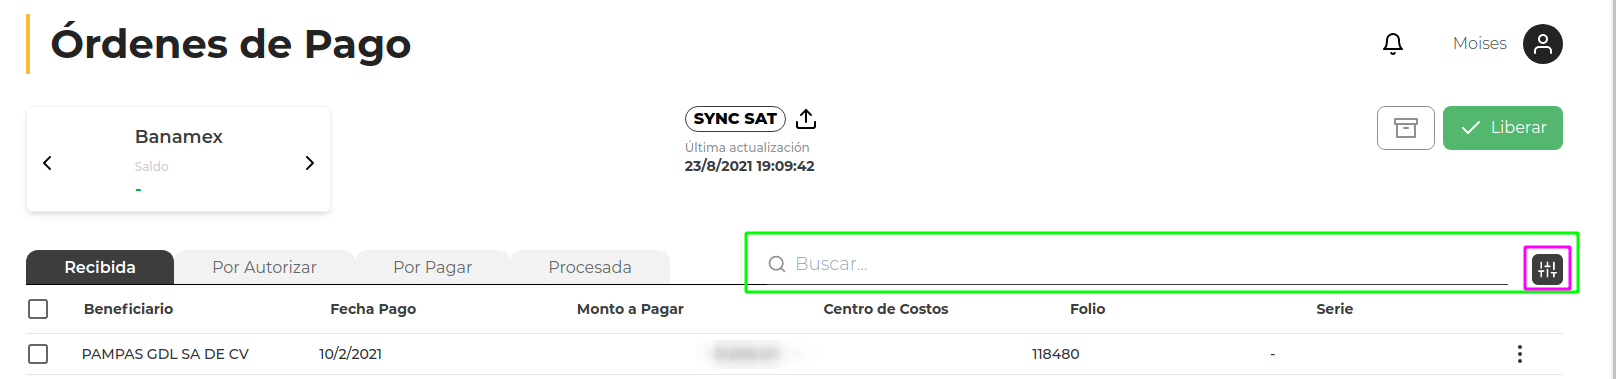 Órdenes de Pago
Moises
Banamex
Saldo
-
SYNC SAT
Última actualización
23/8/2021 19:09:42
Liberar
Recibida Por Autorizar Por Pagar Procesada
Buscar...
Beneficiario Fecha Pago Monto a Pagar Centro de Costos Folio Serie
PAMPAS GDL SA DE CV 10/2/2021 118480 -